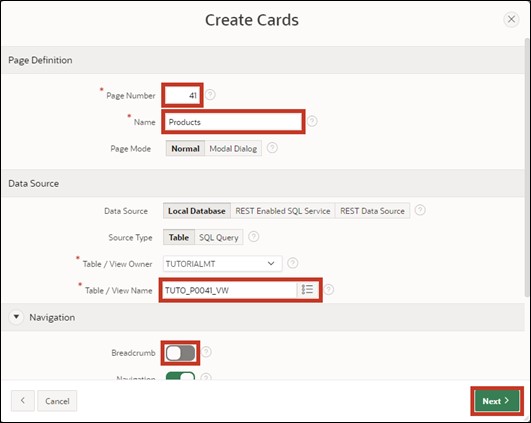 Create Cards
Page Definition
* Page Number 41
* Name Products
Page Mode Normal Modal Dialog
Data Source
Data Source Local Database REST Enabled SQL Service REST Data Source
Source Type Table SQL Query
* Table / View Owner TUTORIALMT
* Table / View Name TUTO_P0041_VW
Navigation
Breadcrumb
Navigation
Cancel Next